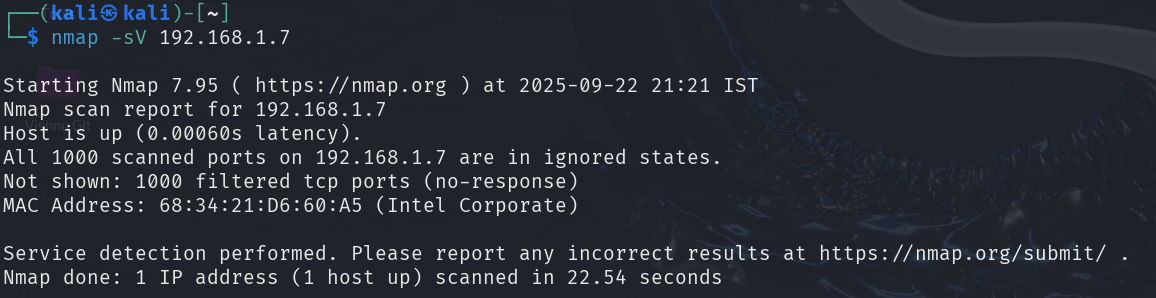 ┌──(kali㉿kali)-[~]
└─$ nmap -sV 192.168.1.7
Starting Nmap 7.95 ( https://nmap.org ) at 2025-09-22 21:21 IST
Nmap scan report for 192.168.1.7
Host is up (0.00060s latency).
All 1000 scanned ports on 192.168.1.7 are in ignored states.
Not shown: 1000 filtered tcp ports (no-response)
MAC Address: 68:34:21:D6:60:A5 (Intel Corporate)
Service detection performed. Please report any incorrect results at https://nmap.org/submit/ .
Nmap done: 1 IP address (1 host up) scanned in 22.54 seconds